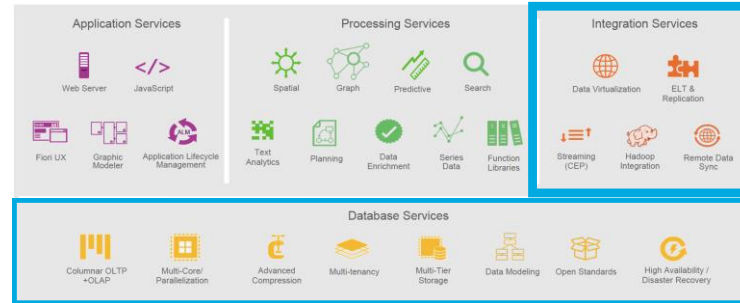 Application Services
Processing Services
Integration Services
Web Server
</>
JavaScript
Spatial
Graph
Predictive
Search
Data Virtualization
ELT &
Replication
Fiori UX
Graphic
Modeler
ALM
Application Lifecycle
Management
Text
Analytics
Planning
Data
Enrichment
Series
Data
Function
Libraries
Streaming
(CEP)
Hadoop
Integration
Remote Data
Sync
Database Services
Columnar OLTP
+OLAP
Multi-Core/
Parallelization
Advanced
Compression
Multi-tenancy
Multi-Tier
Storage
Data Modeling
Open Standards
High Availability /
Disaster Recovery